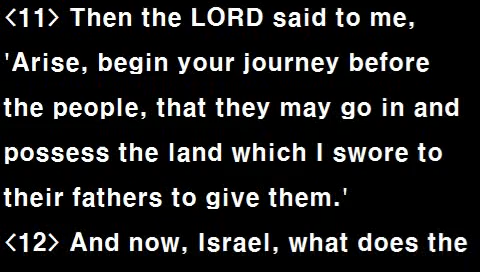 <11> Then the LORD said to me,
'Arise, begin your journey before
the people, that they may go in and
possess the land which I swore to
their fathers to give them.'
<12> And now, Israel, what does the